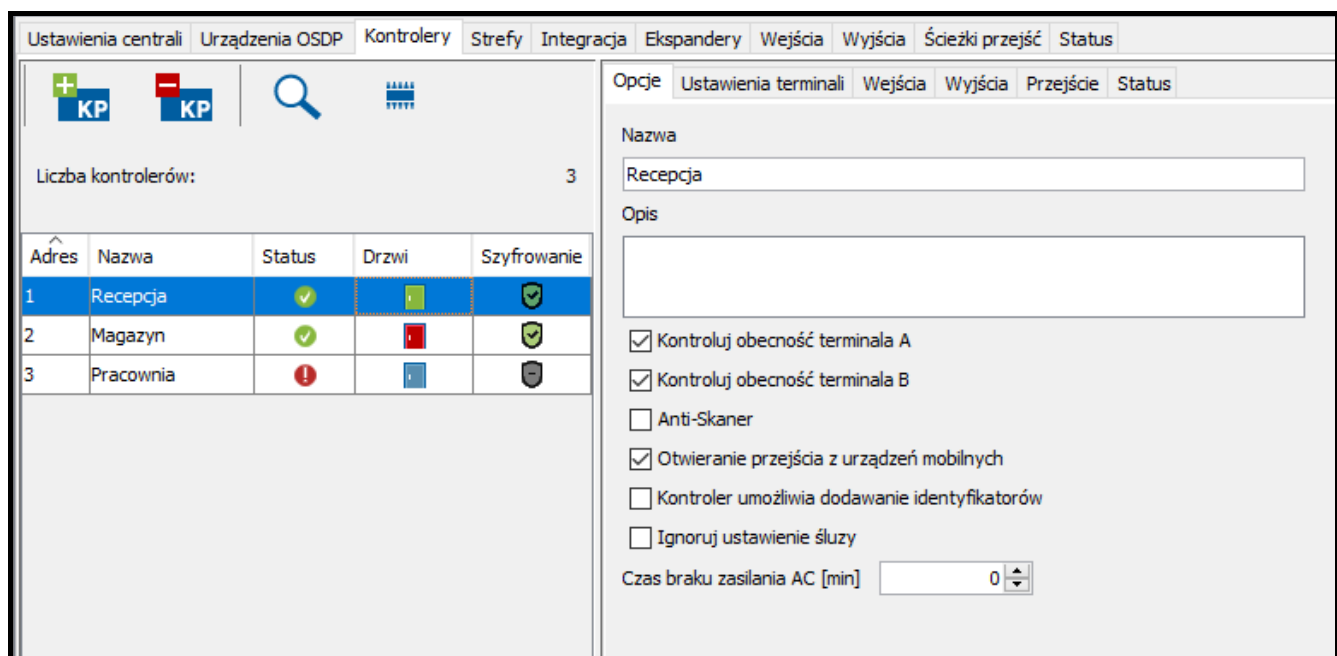 Ustawienia centrali Urządzenia OSDP Kontrolery Strefy Integracja Ekspandery Wejścia Wyjścia Ścieżki przejść Status
KP KP
Liczba kontrolerów: 3
Adres Nazwa Status Drzwi Szyfrowanie
1 Recepcja
2 Magazyn
3 Pracownia
Opcje Ustawienia terminali Wejścia Wyjścia Przejście Status
Nazwa
Recepcja
Opis
Kontroluj obecność terminala A
Kontroluj obecność terminala B
Anti-Skaner
Otwieranie przejścia z urządzeń mobilnych
Kontroler umożliwia dodawanie identyfikatorów
Ignoruj ustawienie śluzy
Czas braku zasilania AC [min] 0